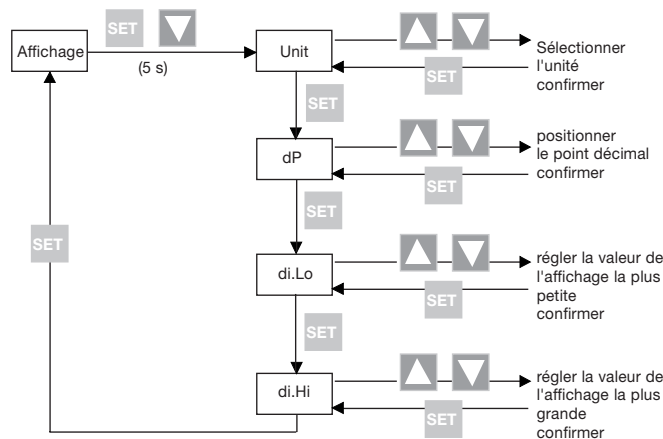 SET
Affichage
(5 s)
Unit
SET
Sélectionner
l'unité
confirmer
SET
dP
SET
positionner
le point décimal
confirmer
SET
SET
di.Lo
SET
régler la valeur de
l'affichage la plus
petite
confirmer
SET
di.Hi
SET
régler la valeur de
l'affichage la plus
grande
confirmer